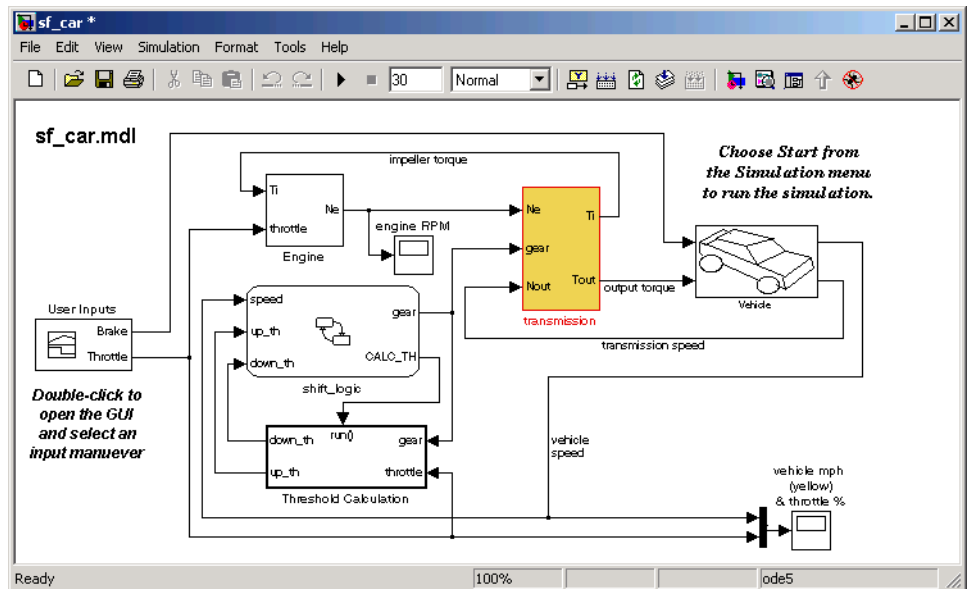 sf_car *
File Edit View Simulation Format Tools Help
30 Normal
sf_car.mdl
impeller torque
Choose Start from
the Simulation menu
to run the simulation.
Ti
Ne
throttle
Engine
engine RPM
Ne
Ti
gear
Nout
Tout
transmission
output torque
Vehicle
transmission speed
User Inputs
Brake
Throttle
Double-click to
open the GUI
and select an
input manuever
speed
up_th
down_th
gear
CALC_TH
shift_logic
run()
down_th
up_th
gear
throttle
Threshold Calculation
vehicle
speed
vehicle mph
(yellow)
& throttle %
Ready 100% ode5